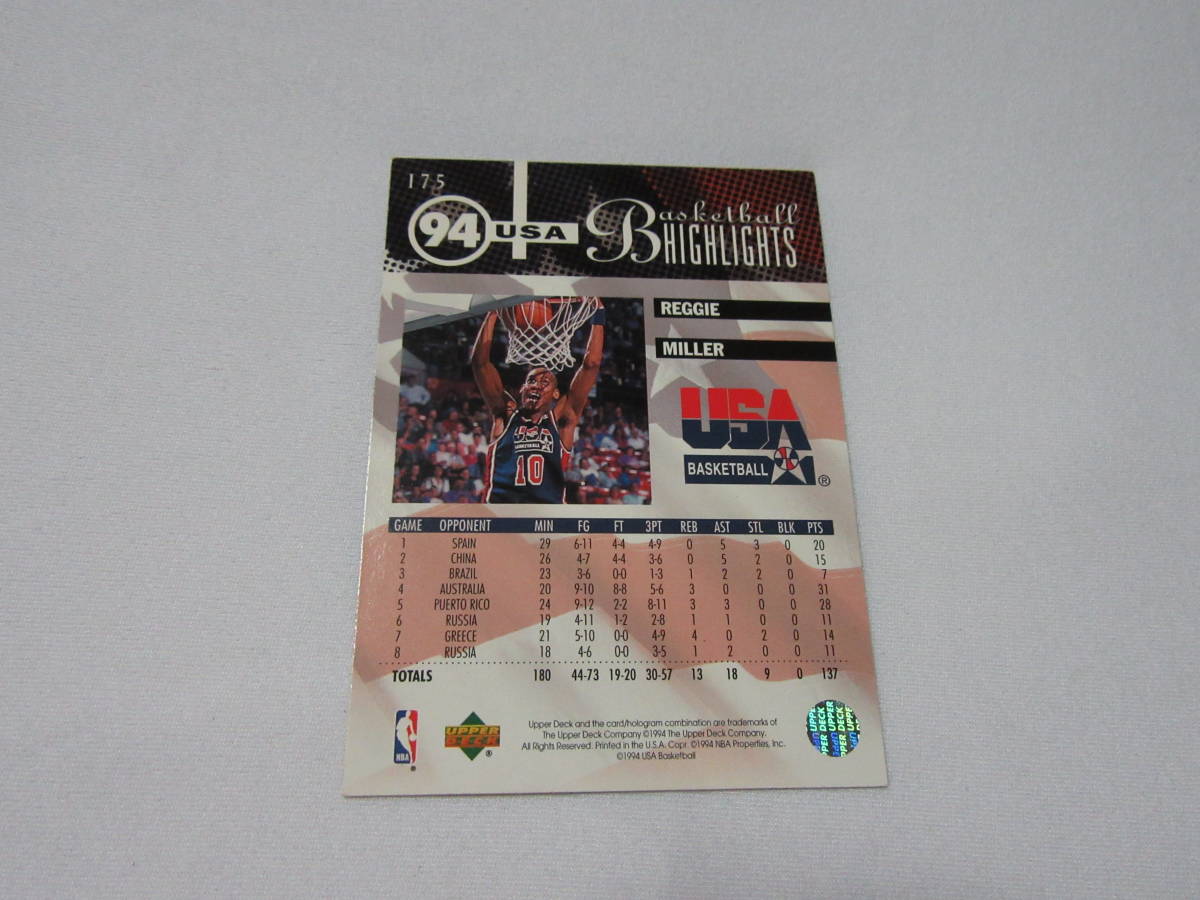 175
94 USA
Basketball
HIGHLIGHTS
REGGIE
MILLER
USA
BASKETBALL
10
USA
BASKETBALL
®
GAME OPPONENT MIN FG FT 3PT REB AST STL BLK PTS
1 SPAIN 29 6-11 4-4 4-9 0 5 3 0 20
2 CHINA 26 4-7 4-4 3-6 0 5 2 0 15
3 BRAZIL 23 3-6 0-0 1-3 1 2 2 0 7
4 AUSTRALIA 20 9-10 8-8 5-6 3 0 0 0 31
5 PUERTO RICO 24 9-12 2-2 8-11 3 3 0 0 28
6 RUSSIA 19 4-11 1-2 2-8 1 1 0 0 11
7 GREECE 21 5-10 0-0 4-9 4 0 2 0 14
8 RUSSIA 18 4-6 0-0 3-5 1 2 0 0 11
TOTALS 180 44-73 19-20 30-57 13 18 9 0 137
NBA
®
UPPER
DECK
®
Upper Deck and the card/hologram combination are trademarks of
The Upper Deck Company ©1994 The Upper Deck Company.
All Rights Reserved. Printed in the U.S.A. Copr. ©1994 NBA Properties, Inc.
©1994 USA Basketball
UPPER
DECK